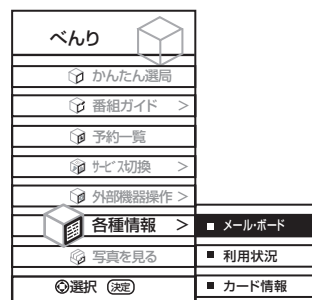 べんり
かんたん選局
番組ガイド >
予約一覧
サービス切換 >
外部機器操作 >
各種情報 >
メール・ボード
写真を見る
利用状況
選択 決定
カード情報